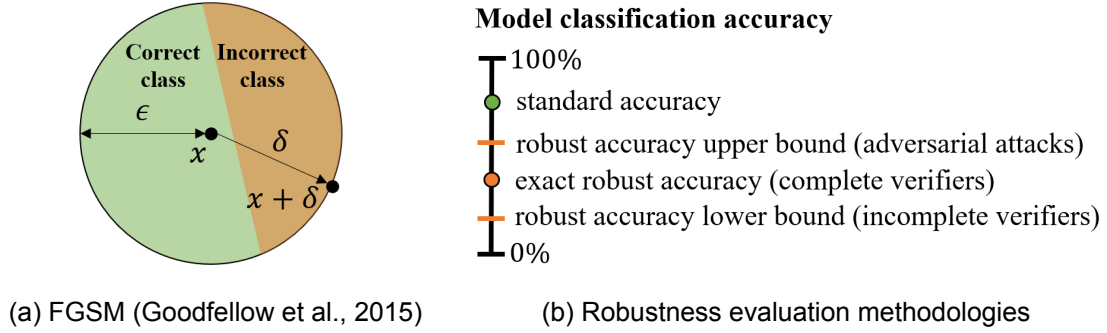 Correct class
Incorrect class
ϵ
x
δ
x + δ
(a) FGSM (Goodfellow et al., 2015)
Model classification accuracy
100%
standard accuracy
robust accuracy upper bound (adversarial attacks)
exact robust accuracy (complete verifiers)
robust accuracy lower bound (incomplete verifiers)
0%
(b) Robustness evaluation methodologies